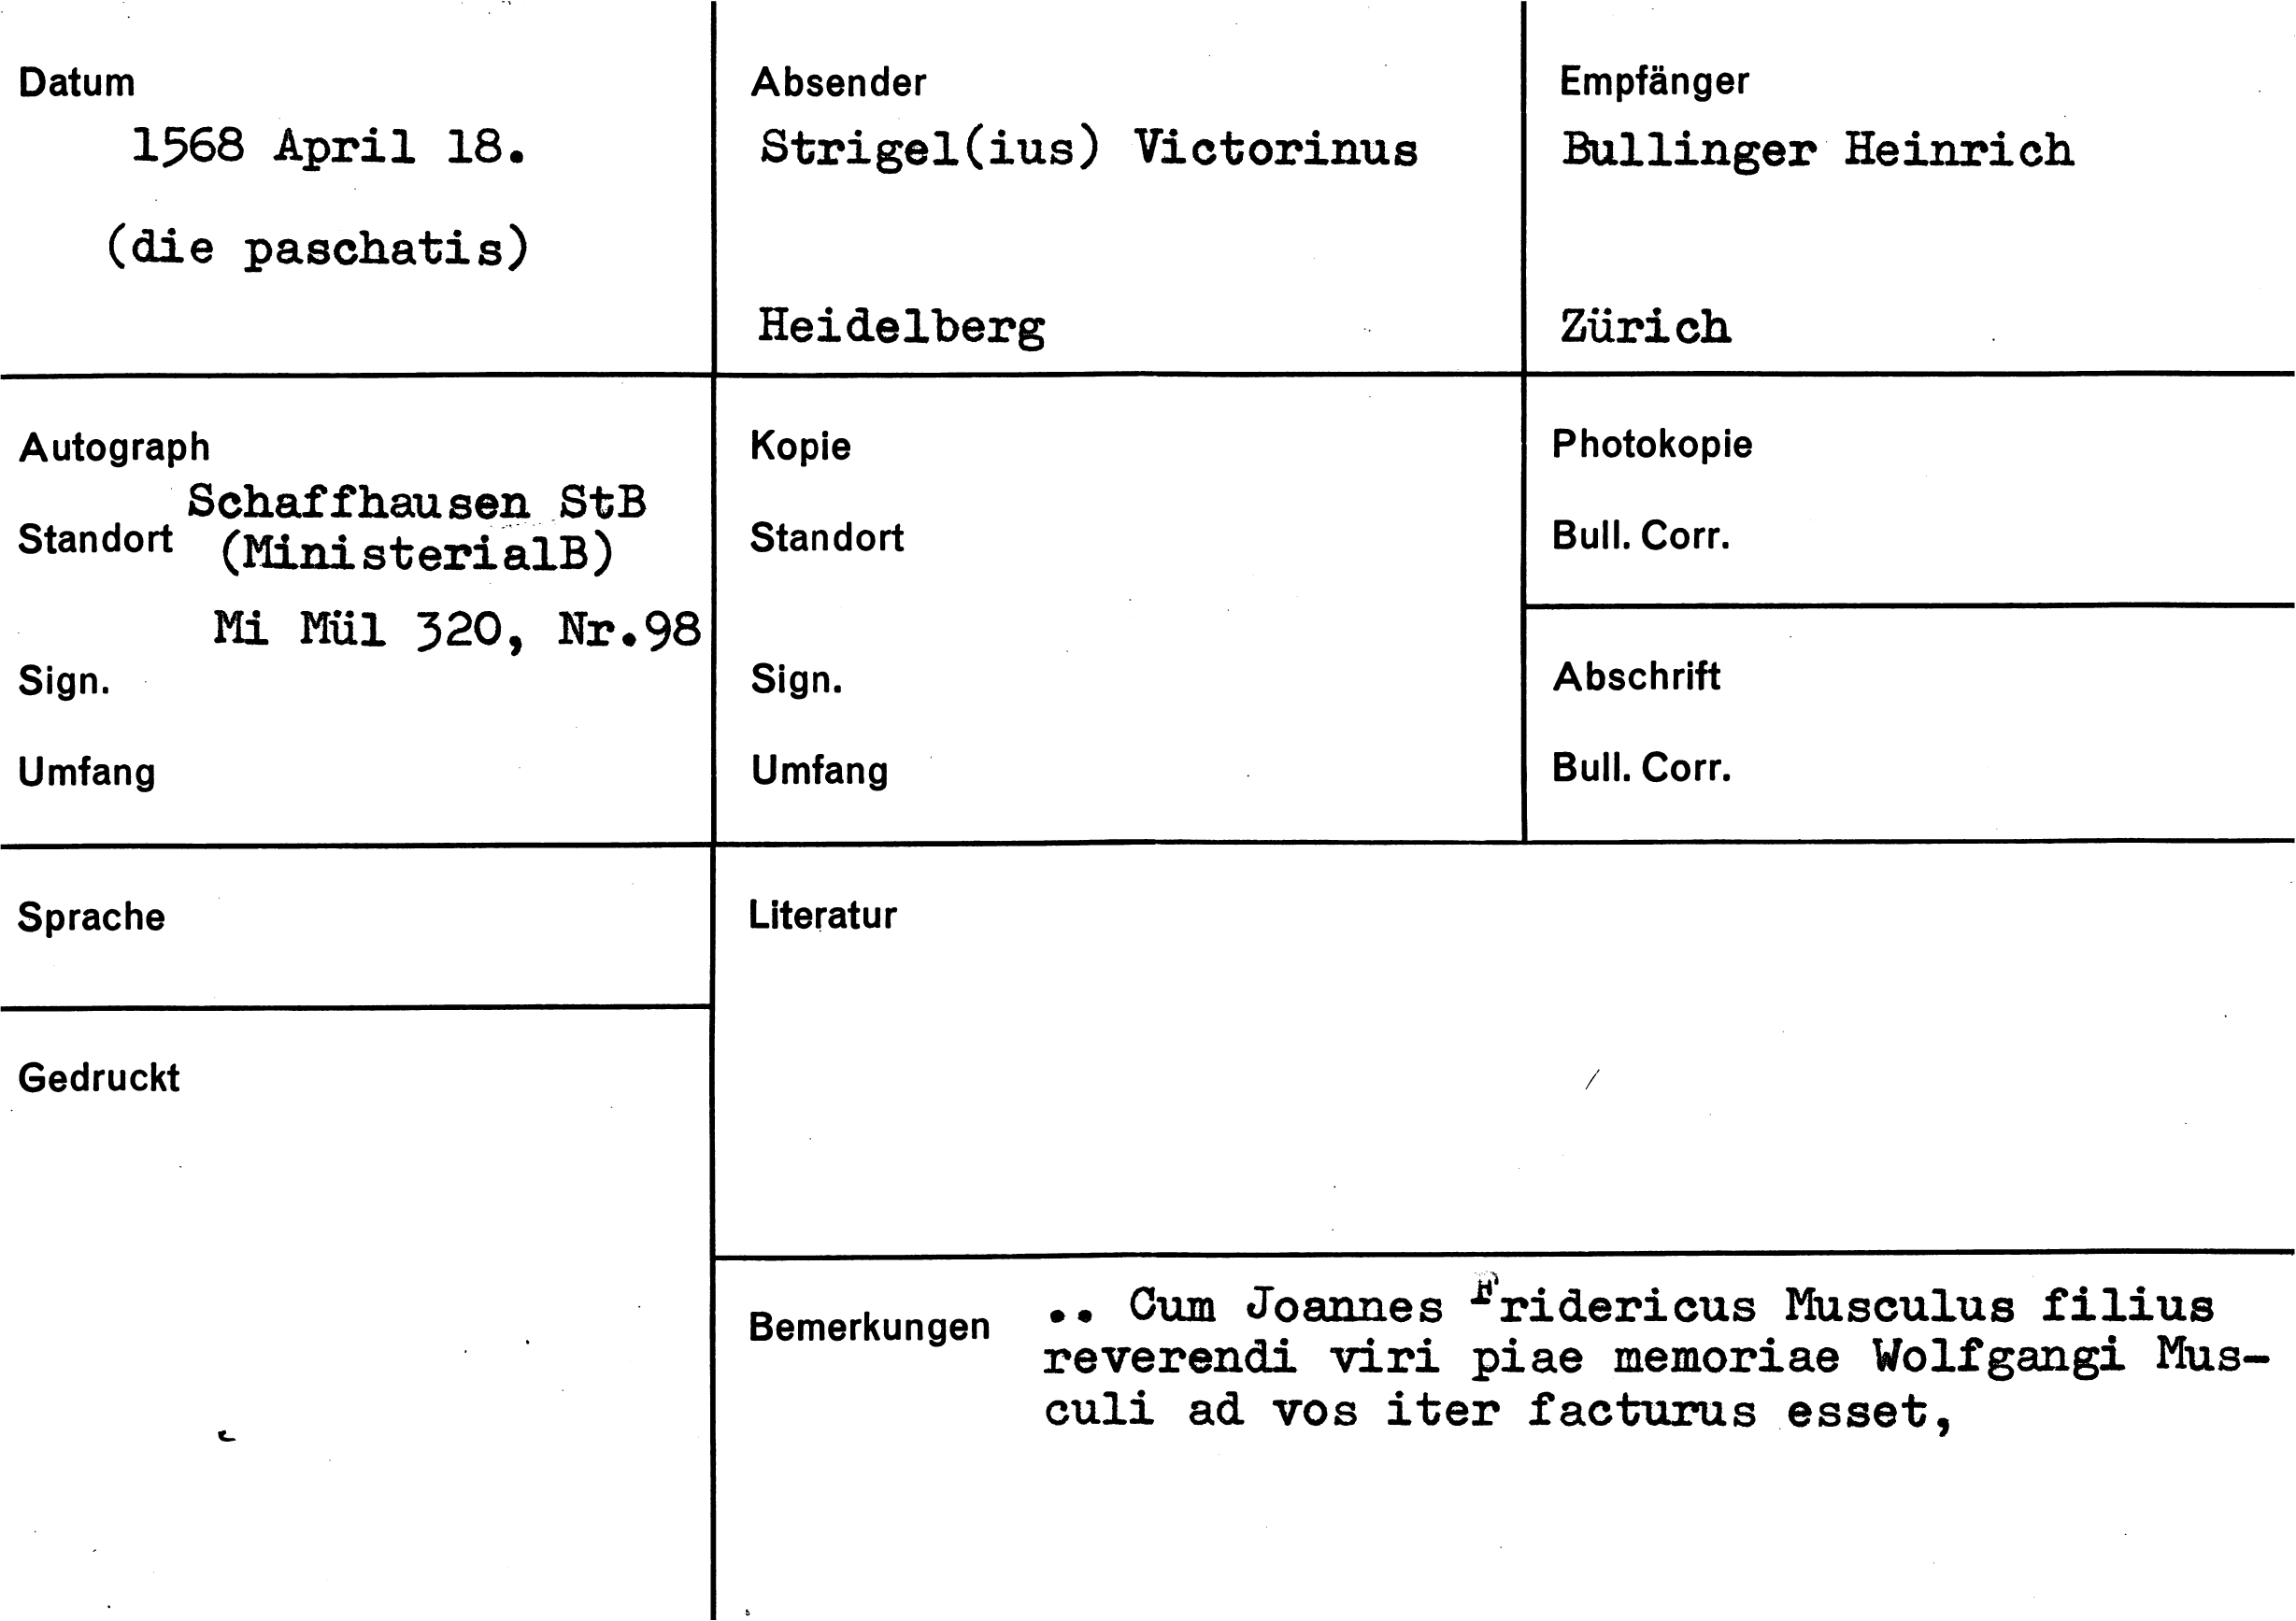 Datum
1568 April 18.
(die paschatis)
Absender
Strigel(ius) Victorinus
Heidelberg
Empfänger
Bullinger Heinrich
Zürich
Autograph
Schaffhausen StB
Standort (MinisterialB)
Mi Mül 320, Nr.98
Sign.
Umfang
Kopie
Standort
Sign.
Umfang
Photokopie
Bull. Corr.
Abschrift
Bull. Corr.
Sprache
Gedruckt
Literatur
Bemerkungen .. Cum Joannes Fridericus Musculus filius
reverendi viri piae memoriae Wolfgangi Mus-
culi ad vos iter facturus esset,